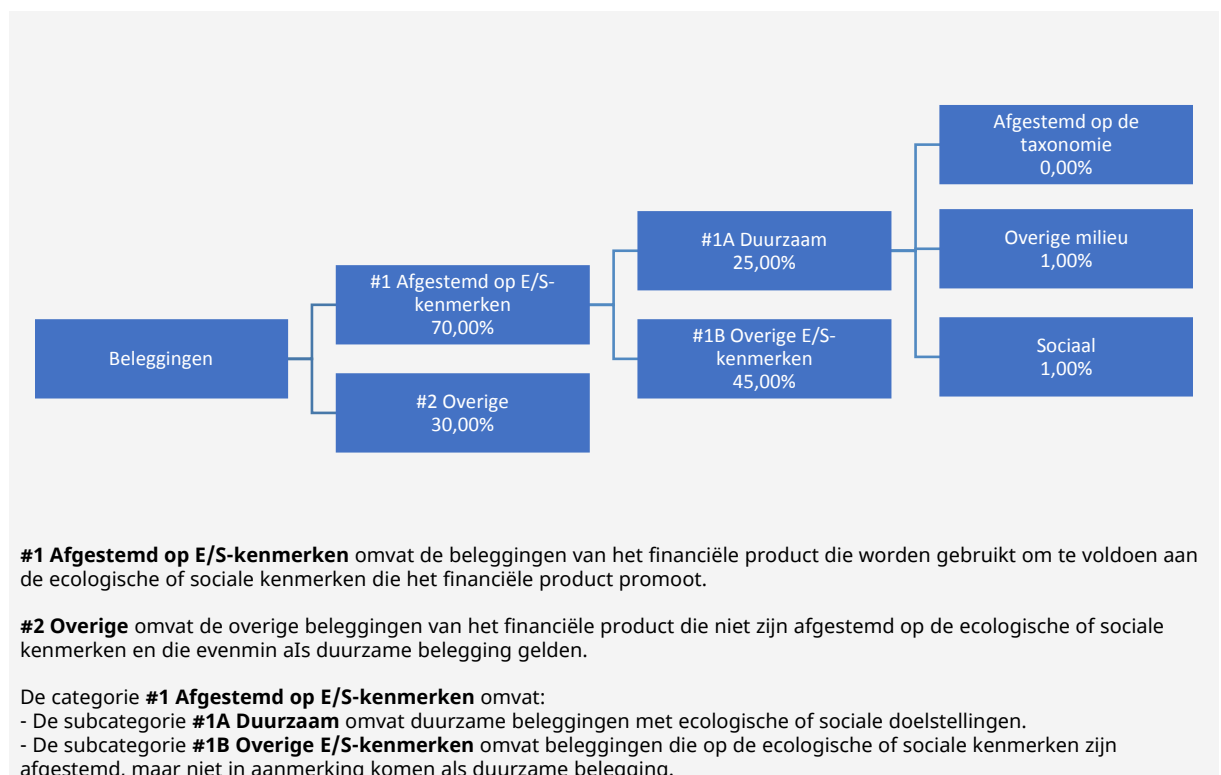 Beleggingen
#1 Afgestemd op E/S-
kenmerken
70,00%
#2 Overige
30,00%
#1A Duurzaam
25,00%
#1B Overige E/S-
kenmerken
45,00%
Afgestemd op de
taxonomie
0,00%
Overige milieu
1,00%
Sociaal
1,00%
#1 Afgestemd op E/S-kenmerken omvat de beleggingen van het financiële product die worden gebruikt om te voldoen aan
de ecologische of sociale kenmerken die het financiële product promoot.
#2 Overige omvat de overige beleggingen van het financiële product die niet zijn afgestemd op de ecologische of sociale
kenmerken en die evenmin aIs duurzame belegging gelden.
De categorie #1 Afgestemd op E/S-kenmerken omvat:
- De subcategorie #1A Duurzaam omvat duurzame beleggingen met ecologische of sociale doelstellingen.
- De subcategorie #1B Overige E/S-kenmerken omvat beleggingen die op de ecologische of sociale kenmerken zijn
afgestemd, maar niet in aanmerking komen als duurzame belegging.